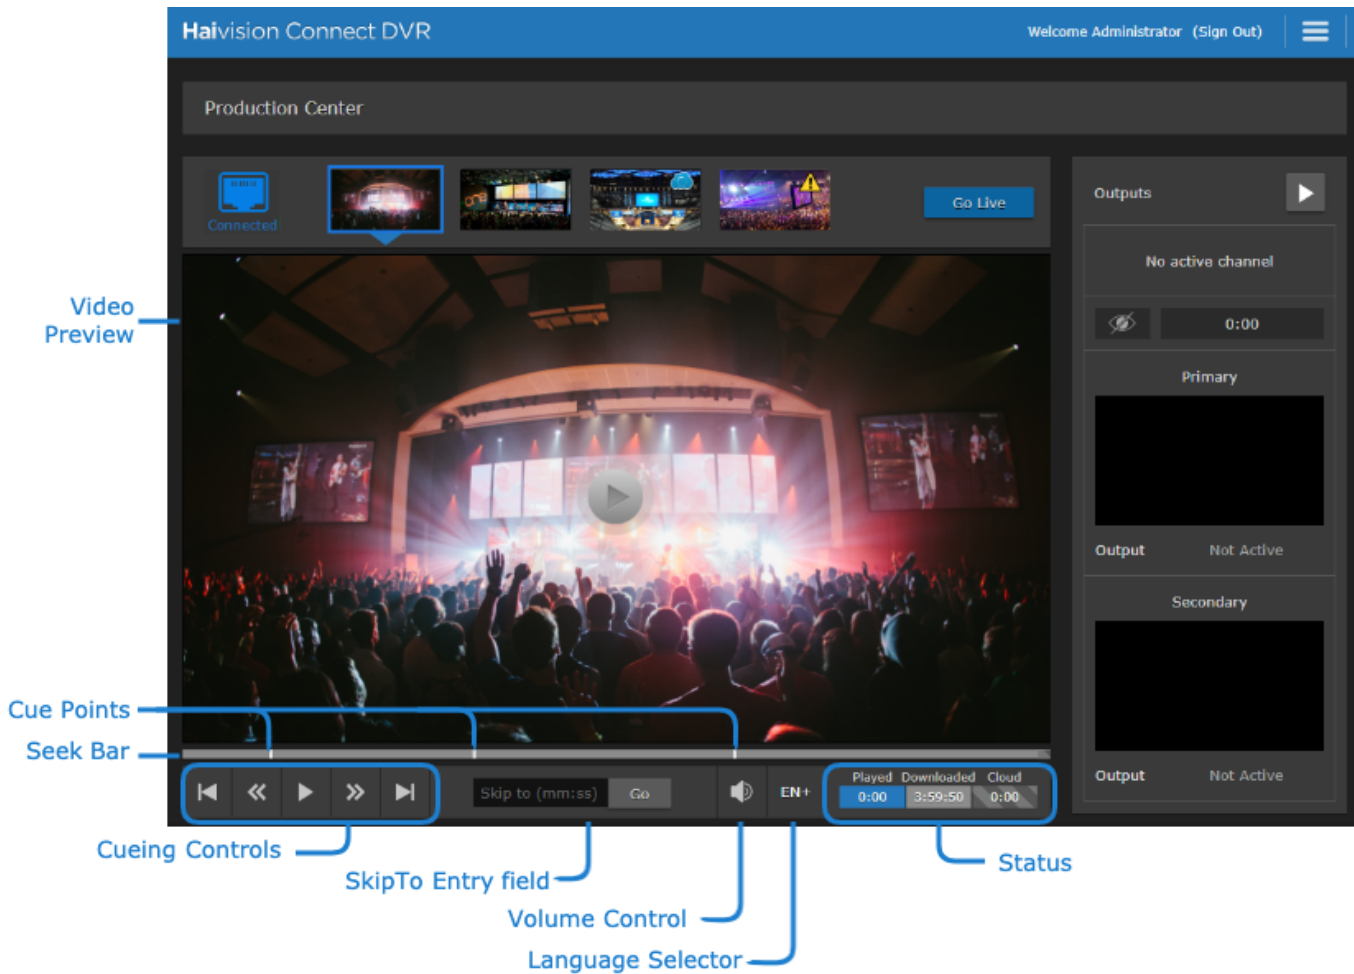 Haivision Connect DVR
Welcome Administrator (Sign Out)
Production Center
Connected
Go Live
Outputs
No active channel
0:00
Primary
Output Not Active
Secondary
Output Not Active
Video
Preview
Cue Points
Seek Bar
Skip to (mm:ss) Go
EN+
Played Downloaded Cloud
0:00 3:59:50 0:00
Cueing Controls
SkipTo Entry field
Volume Control
Language Selector
Status